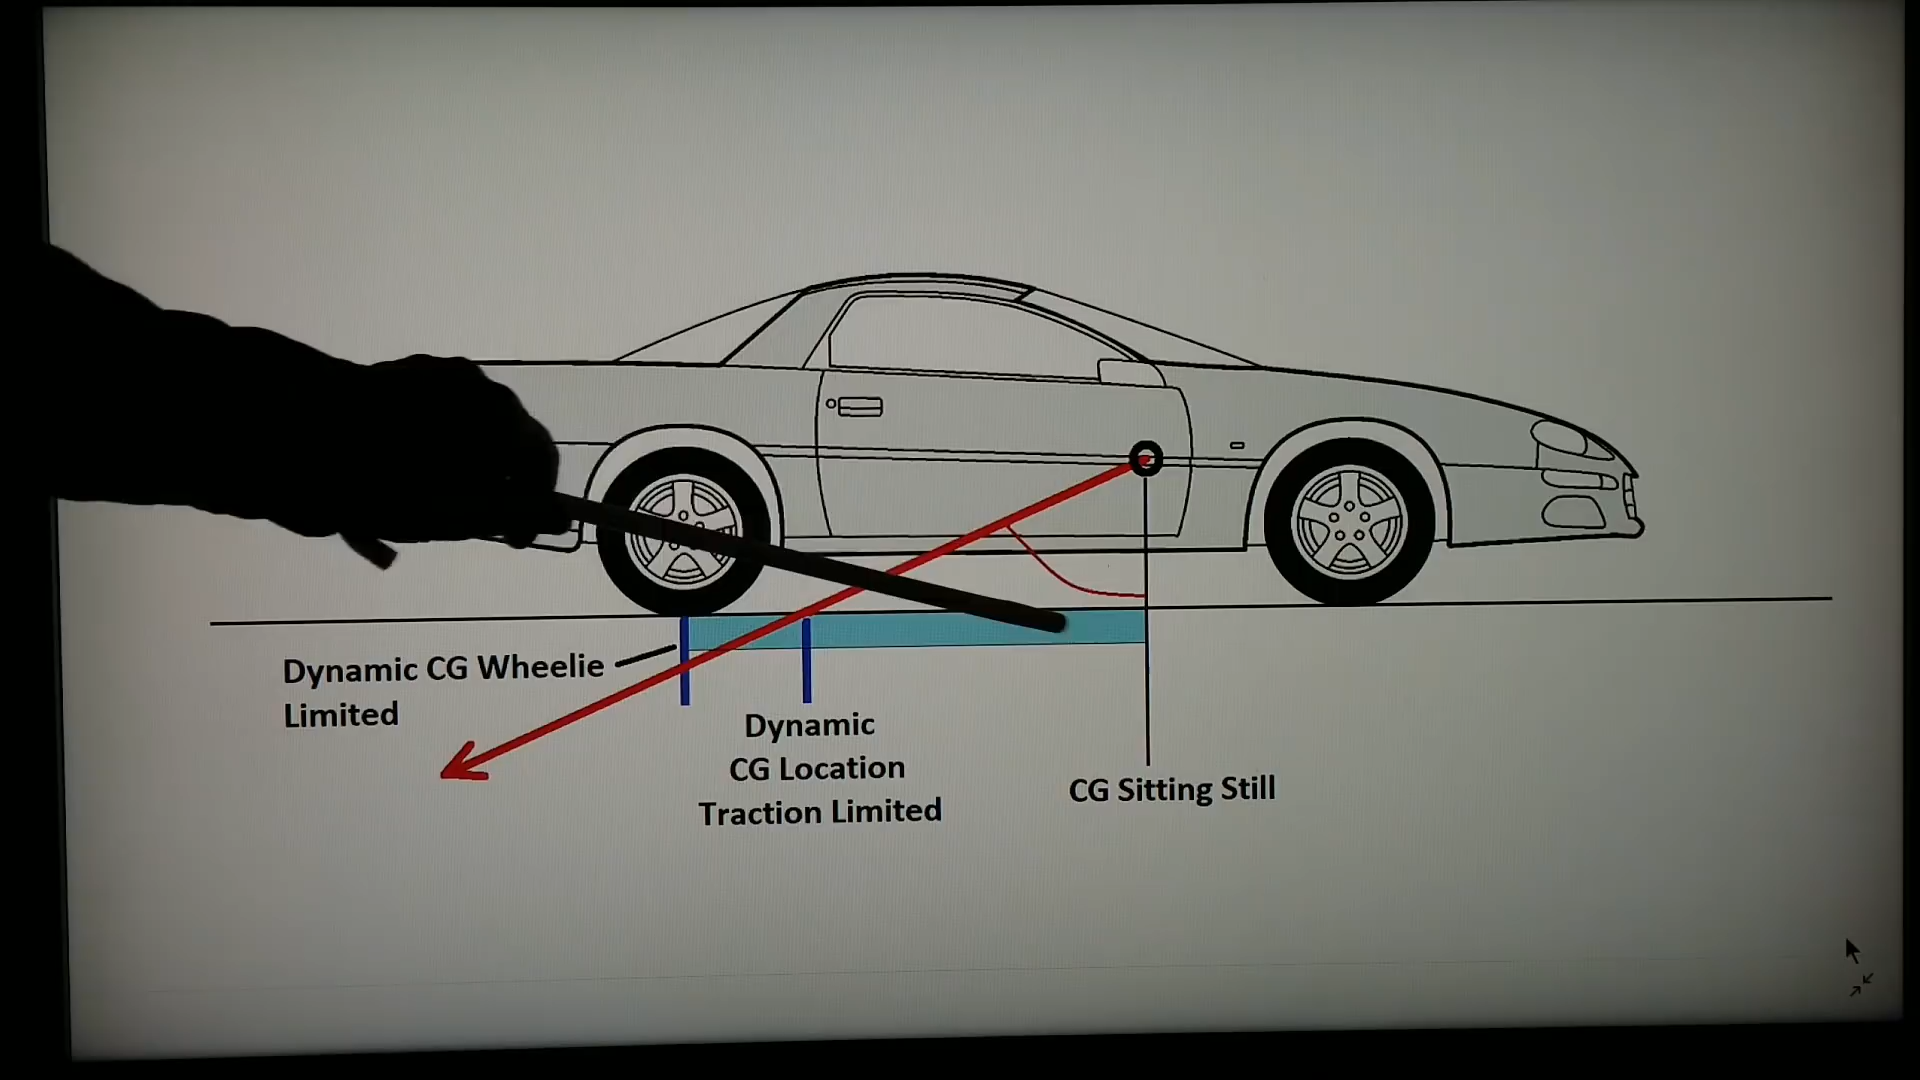 Dynamic CG Wheelie
Limited
Dynamic
CG Location
Traction Limited
CG Sitting Still